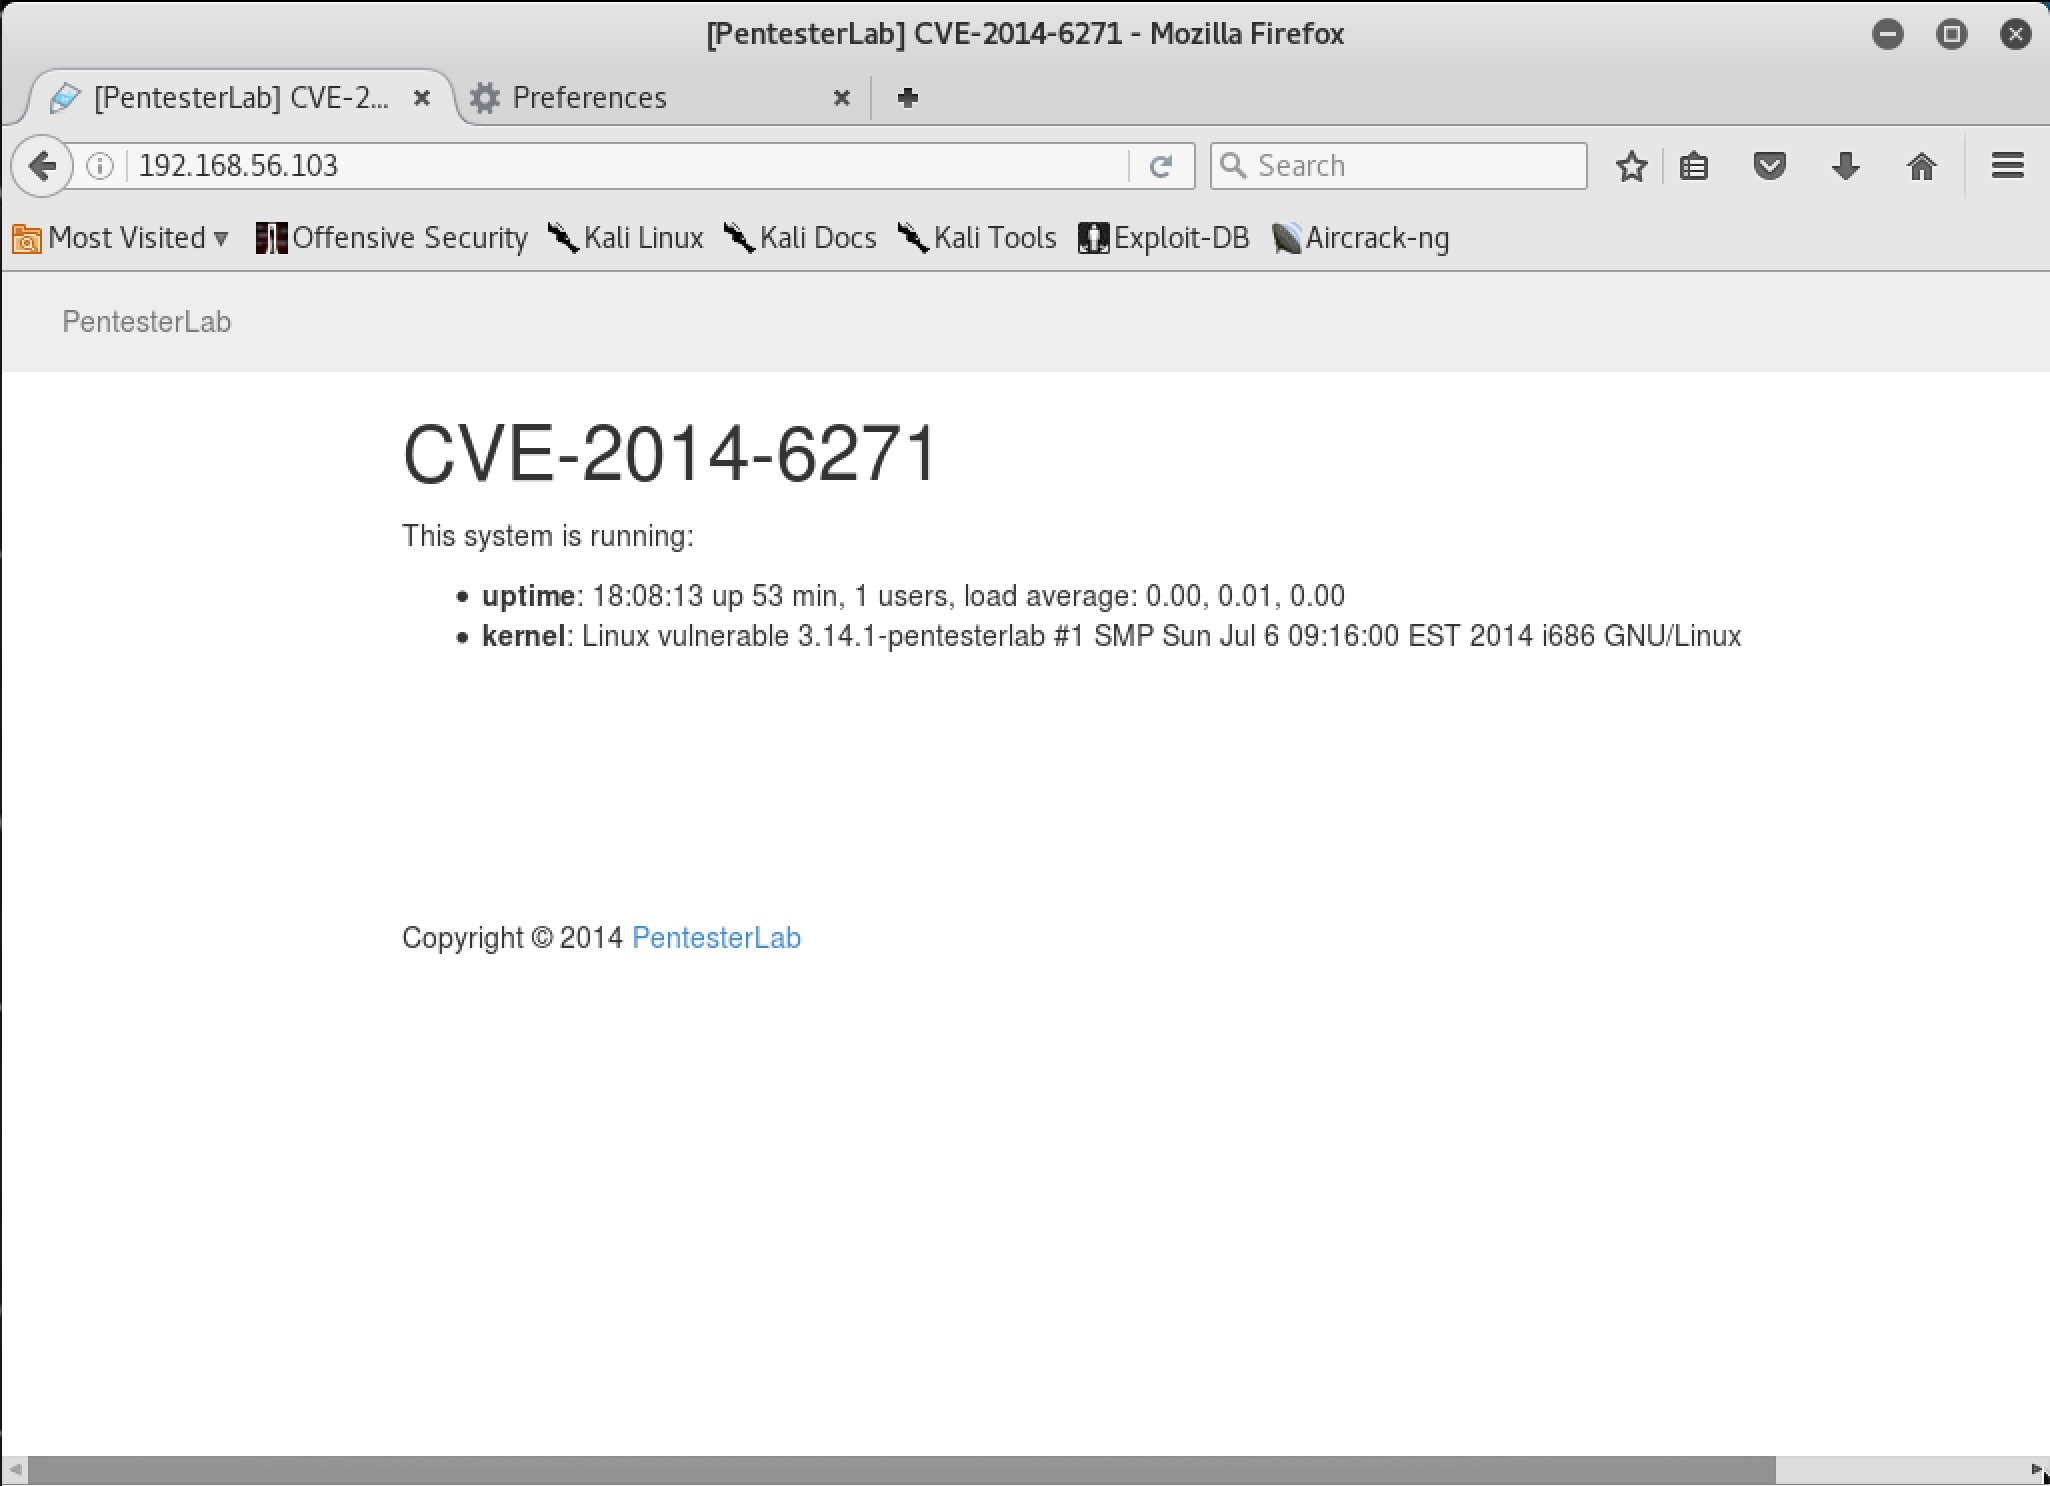 [PentesterLab] CVE-2014-6271 - Mozilla Firefox
[PentesterLab] CVE-2... Preferences
192.168.56.103 Search
Most Visited Offensive Security Kali Linux Kali Docs Kali Tools Exploit-DB Aircrack-ng
PentesterLab
CVE-2014-6271
This system is running:
• uptime: 18:08:13 up 53 min, 1 users, load average: 0.00, 0.01, 0.00
• kernel: Linux vulnerable 3.14.1-pentesterlab #1 SMP Sun Jul 6 09:16:00 EST 2014 i686 GNU/Linux
Copyright © 2014 PentesterLab